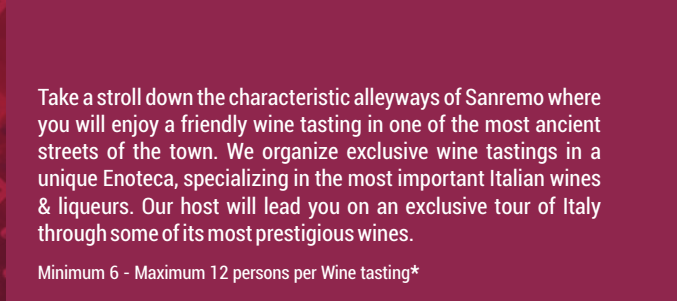 Take a stroll down the characteristic alleyways of Sanremo where
you will enjoy a friendly wine tasting in one of the most ancient
streets of the town. We organize exclusive wine tastings in a
unique Enoteca, specializing in the most important Italian wines
& liqueurs. Our host will lead you on an exclusive tour of Italy
through some of its most prestigious wines.
Minimum 6 - Maximum 12 persons per Wine tasting*